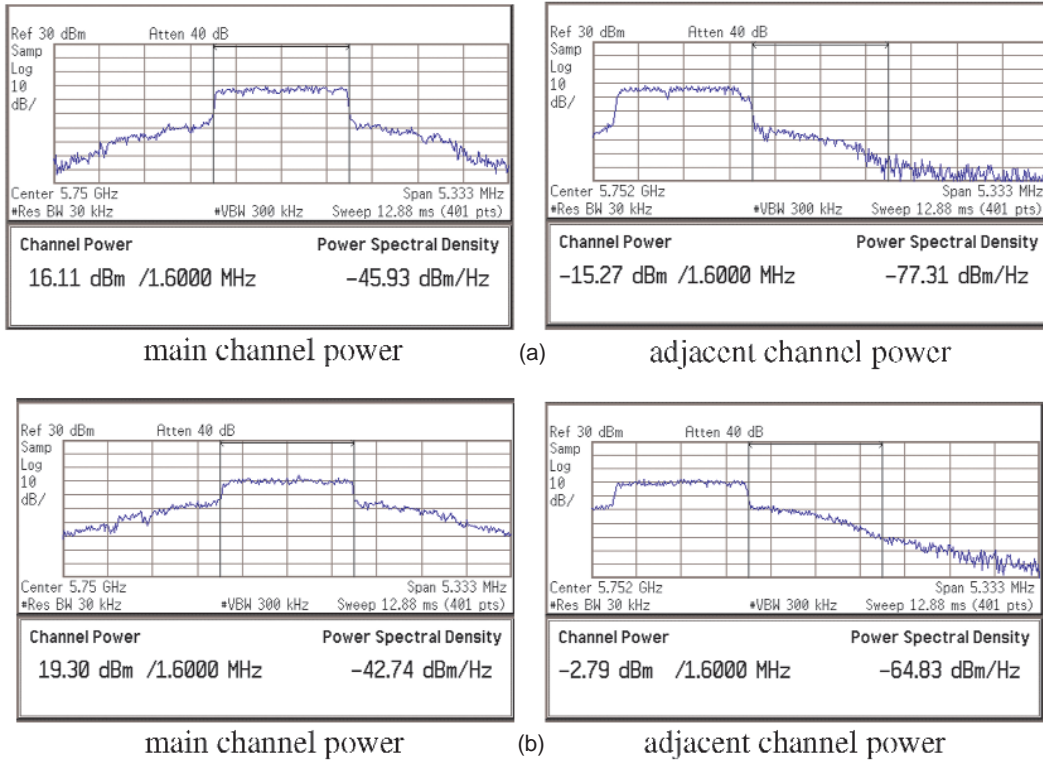 Ref 30 dBm Atten 40 dB
Samp
Log
10
dB/
Center 5.75 GHz Span 5.333 MHz
#Res BW 30 kHz #VBW 300 kHz Sweep 12.88 ms (401 pts)
Channel Power Power Spectral Density
16.11 dBm /1.6000 MHz -45.93 dBm/Hz
main channel power
Ref 30 dBm Atten 40 dB
Samp
Log
10
dB/
Center 5.752 GHz Span 5.333 MHz
#Res BW 30 kHz #VBW 300 kHz Sweep 12.88 ms (401 pts)
Channel Power Power Spectral Density
-15.27 dBm /1.6000 MHz -77.31 dBm/Hz
adjacent channel power
(a)
Ref 30 dBm Atten 40 dB
Samp
Log
10
dB/
Center 5.75 GHz Span 5.333 MHz
#Res BW 30 kHz #VBW 300 kHz Sweep 12.88 ms (401 pts)
Channel Power Power Spectral Density
19.30 dBm /1.6000 MHz -42.74 dBm/Hz
main channel power
Ref 30 dBm Atten 40 dB
Samp
Log
10
dB/
Center 5.752 GHz Span 5.333 MHz
#Res BW 30 kHz #VBW 300 kHz Sweep 12.88 ms (401 pts)
Channel Power Power Spectral Density
-2.79 dBm /1.6000 MHz -64.83 dBm/Hz
adjacent channel power
(b)